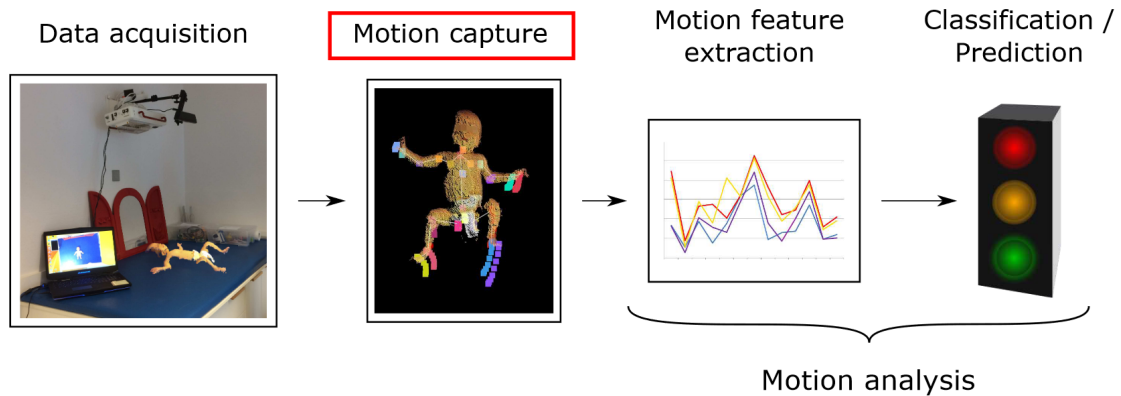 Data acquisition
Motion capture
Motion feature
extraction
Classification /
Prediction
Motion analysis